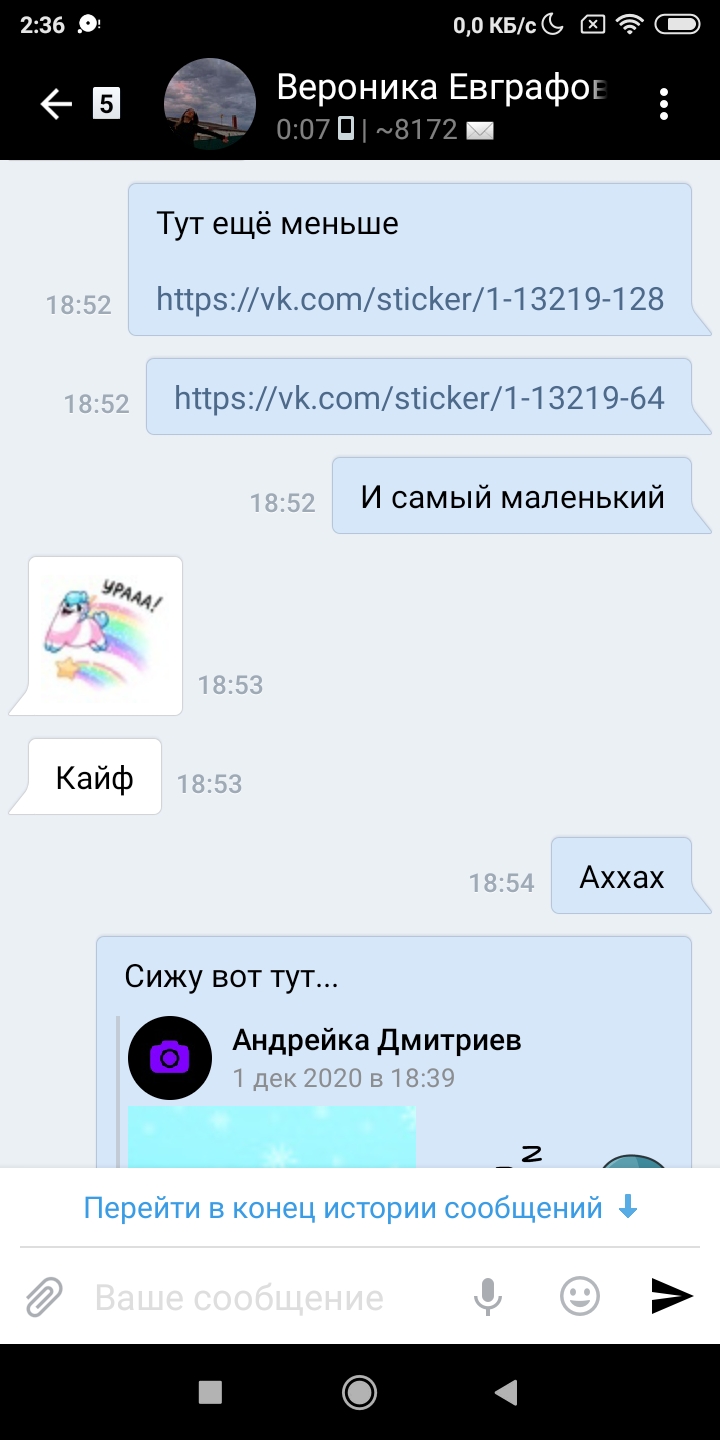 2:36
0,0 КБ/с
5
Вероника Евграфов
0:07 | ~8172
Тут ещё меньше
https://vk.com/sticker/1-13219-128
18:52
https://vk.com/sticker/1-13219-64
18:52
И самый маленький
18:52
УРААА!
18:53
Кайф
18:53
Аххах
18:54
Сижу вот тут...
Андрейка Дмитриев
1 дек 2020 в 18:39
Перейти в конец истории сообщений
Ваше сообщение